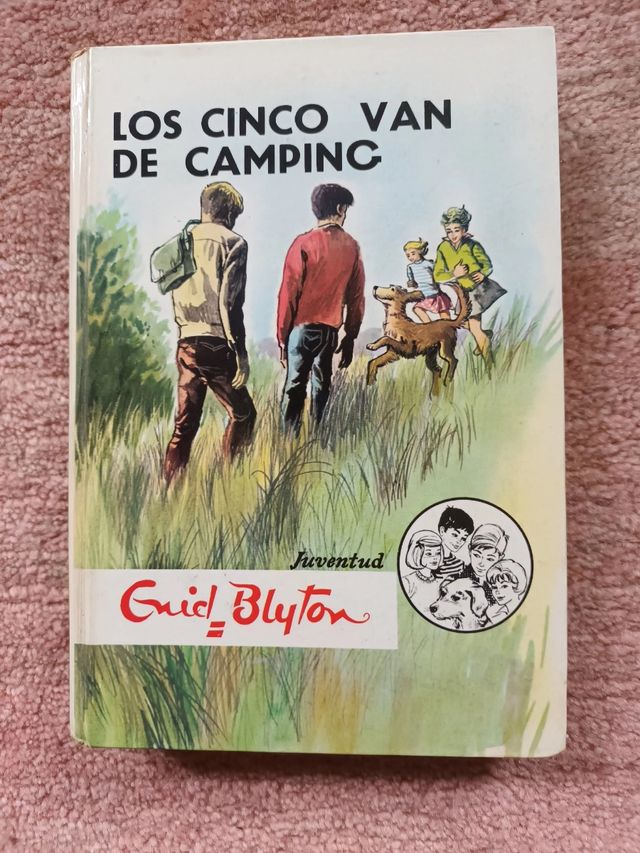 LOS CINCO VAN
DE CAMPING
Juventud
Enid Blyton